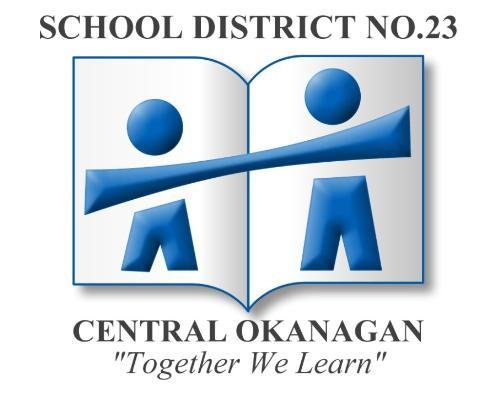 SCHOOL DISTRICT NO.23
CENTRAL OKANAGAN
"Together We Learn"